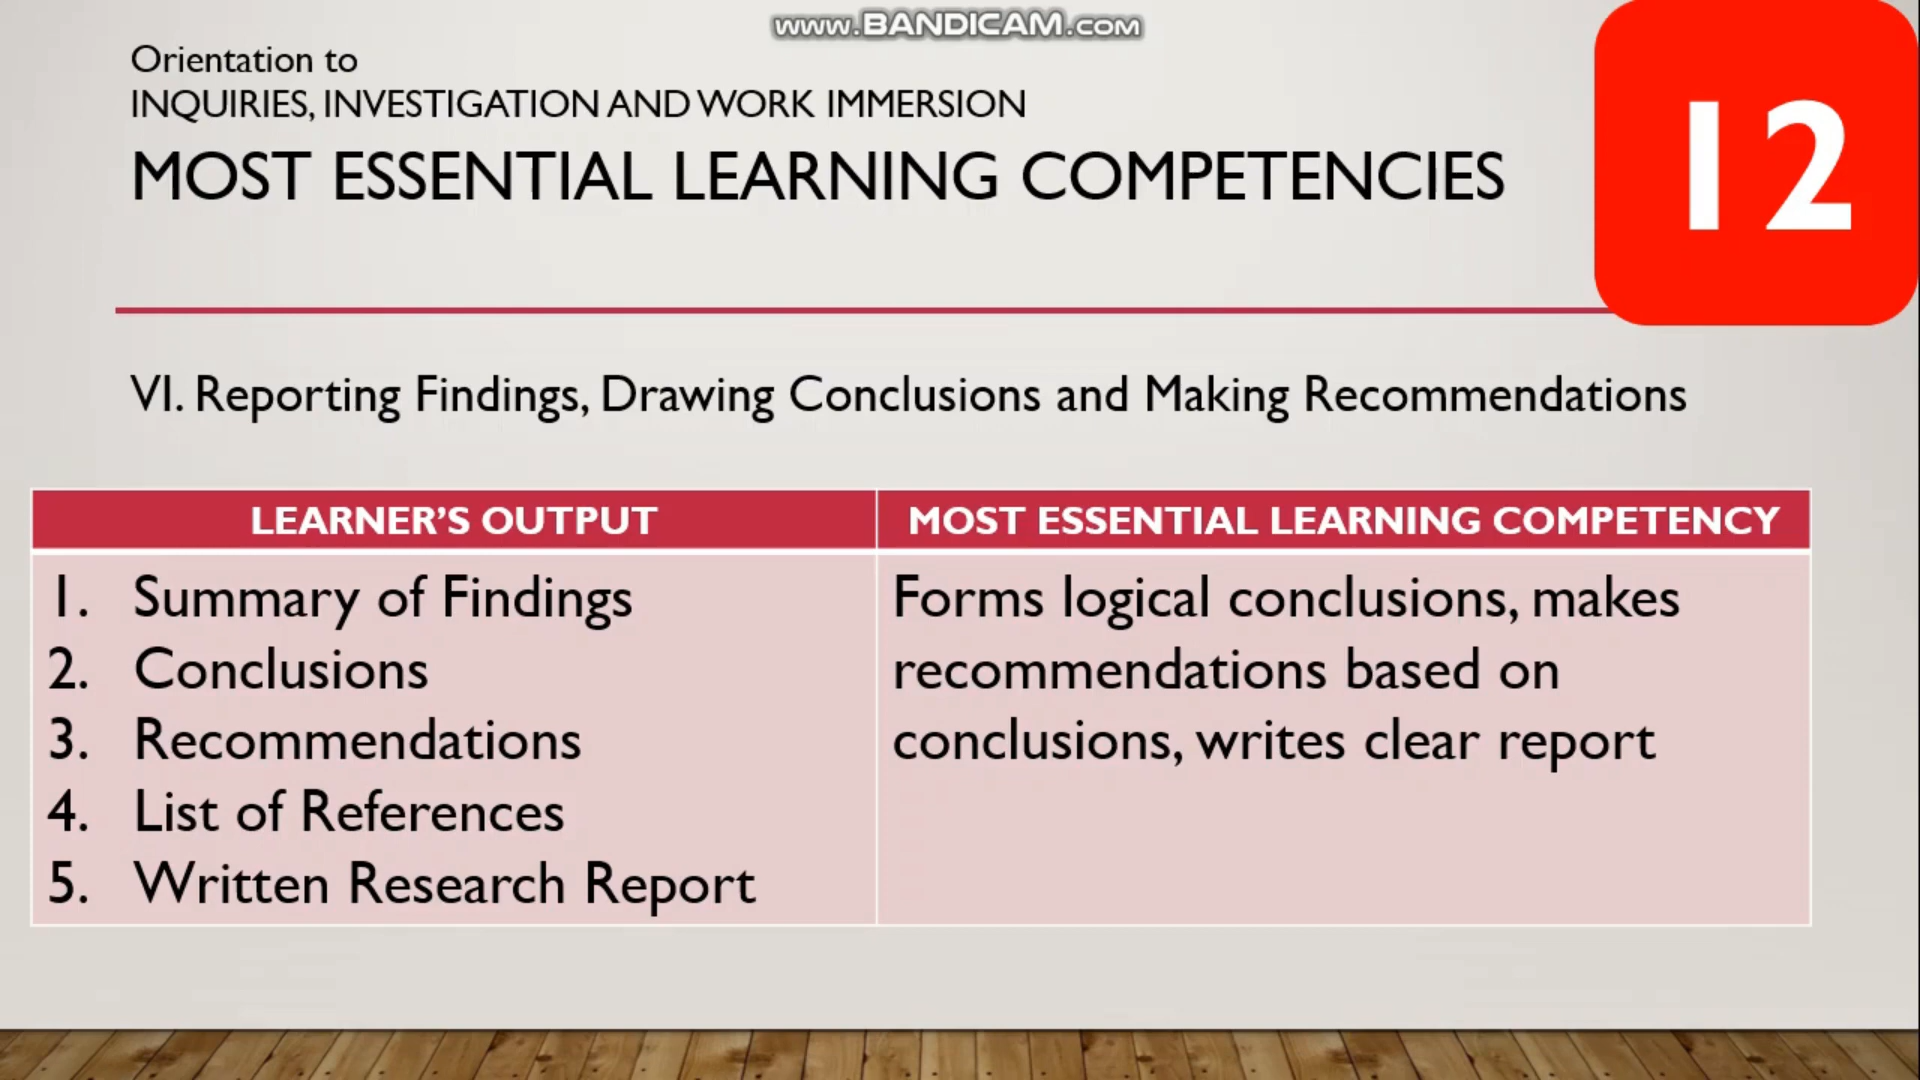 www.BANDICAM.com
Orientation to
INQUIRIES, INVESTIGATION AND WORK IMMERSION
MOST ESSENTIAL LEARNING COMPETENCIES
12
VI. Reporting Findings, Drawing Conclusions and Making Recommendations
LEARNER’S OUTPUT
1. Summary of Findings
2. Conclusions
3. Recommendations
4. List of References
5. Written Research Report
MOST ESSENTIAL LEARNING COMPETENCY
Forms logical conclusions, makes
recommendations based on
conclusions, writes clear report